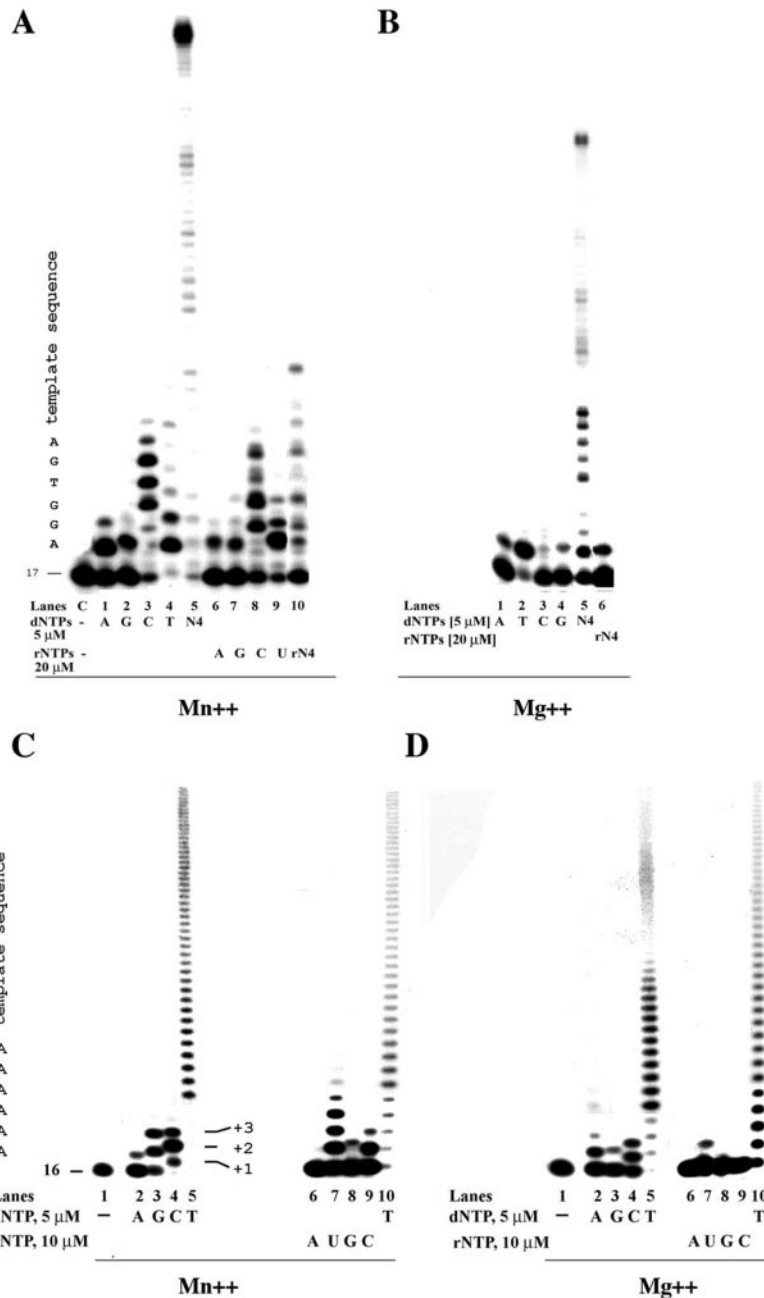 A
B
template sequence
A
G
T
G
G
A
17 —
Lanes C 1 2 3 4 5 6 7 8 9 10
dNTPs - A G C T N4
5 μM
rNTPs - A G C U rN4
20 μM
Mn++
Lanes 1 2 3 4 5 6
dNTPs [5 μM] A T C G N4
rNTPs [20 μM] rN4
Mg++
C
D
template sequence
A
A
A
A
A
A
+3
+2
+1
16 —
Lanes 1 2 3 4 5 6 7 8 9 10
NTP, 5 μM — A G C T T
NTP, 10 μM A U G C
Mn++
Lanes 1 2 3 4 5 6 7 8 9 10
dNTP, 5 μM — A G C T T
rNTP, 10 μM A U G C
Mg++